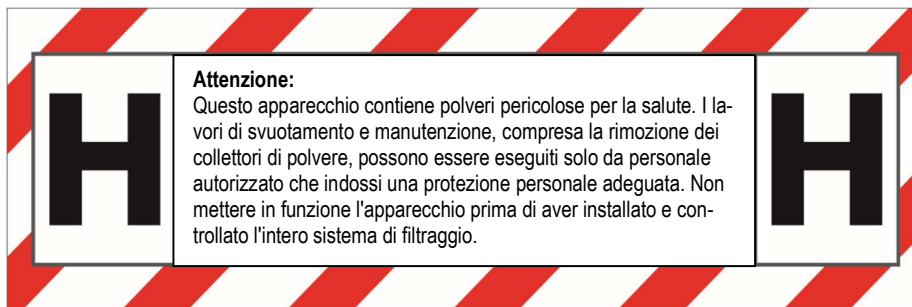 H
Attenzione:
Questo apparecchio contiene polveri pericolose per la salute. I la-
vori di svuotamento e manutenzione, compresa la rimozione dei
collettori di polvere, possono essere eseguiti solo da personale
autorizzato che indossi una protezione personale adeguata. Non
mettere in funzione l'apparecchio prima di aver installato e con-
trollato l'intero sistema di filtraggio.
H